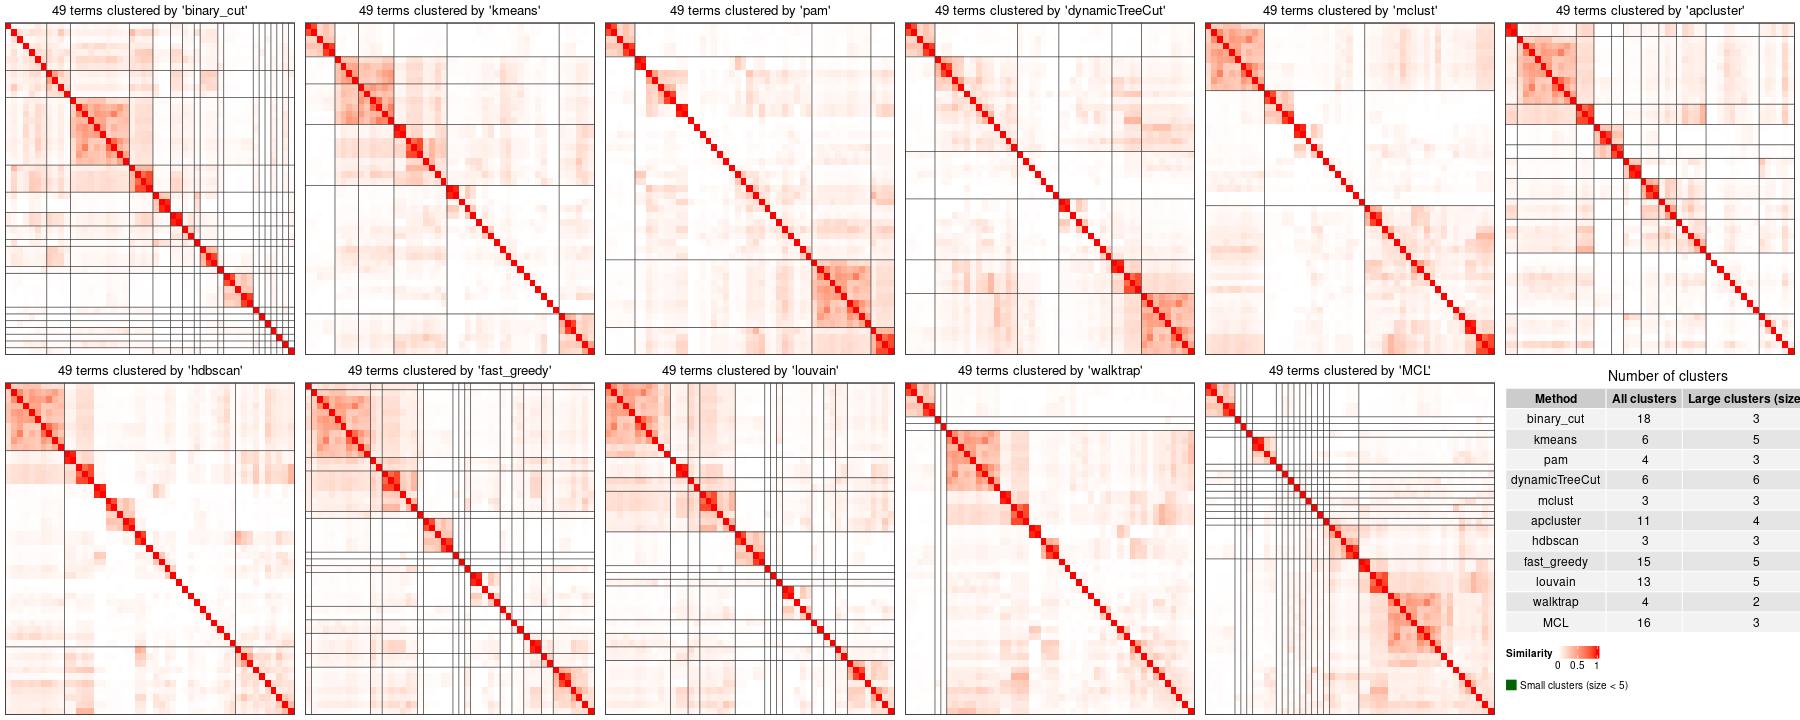 49 terms clustered by 'binary_cut'
49 terms clustered by 'kmeans'
49 terms clustered by 'pam'
49 terms clustered by 'dynamicTreeCut'
49 terms clustered by 'mclust'
49 terms clustered by 'apcluster'
49 terms clustered by 'hdbscan'
49 terms clustered by 'fast_greedy'
49 terms clustered by 'louvain'
49 terms clustered by 'walktrap'
49 terms clustered by 'MCL'
Number of clusters
Method All clusters Large clusters (size
binary_cut 18 3
kmeans 6 5
pam 4 3
dynamicTreeCut 6 6
mclust 3 3
apcluster 11 4
hdbscan 3 3
fast_greedy 15 5
louvain 13 5
walktrap 4 2
MCL 16 3
Similarity
0 0.5 1
Small clusters (size < 5)